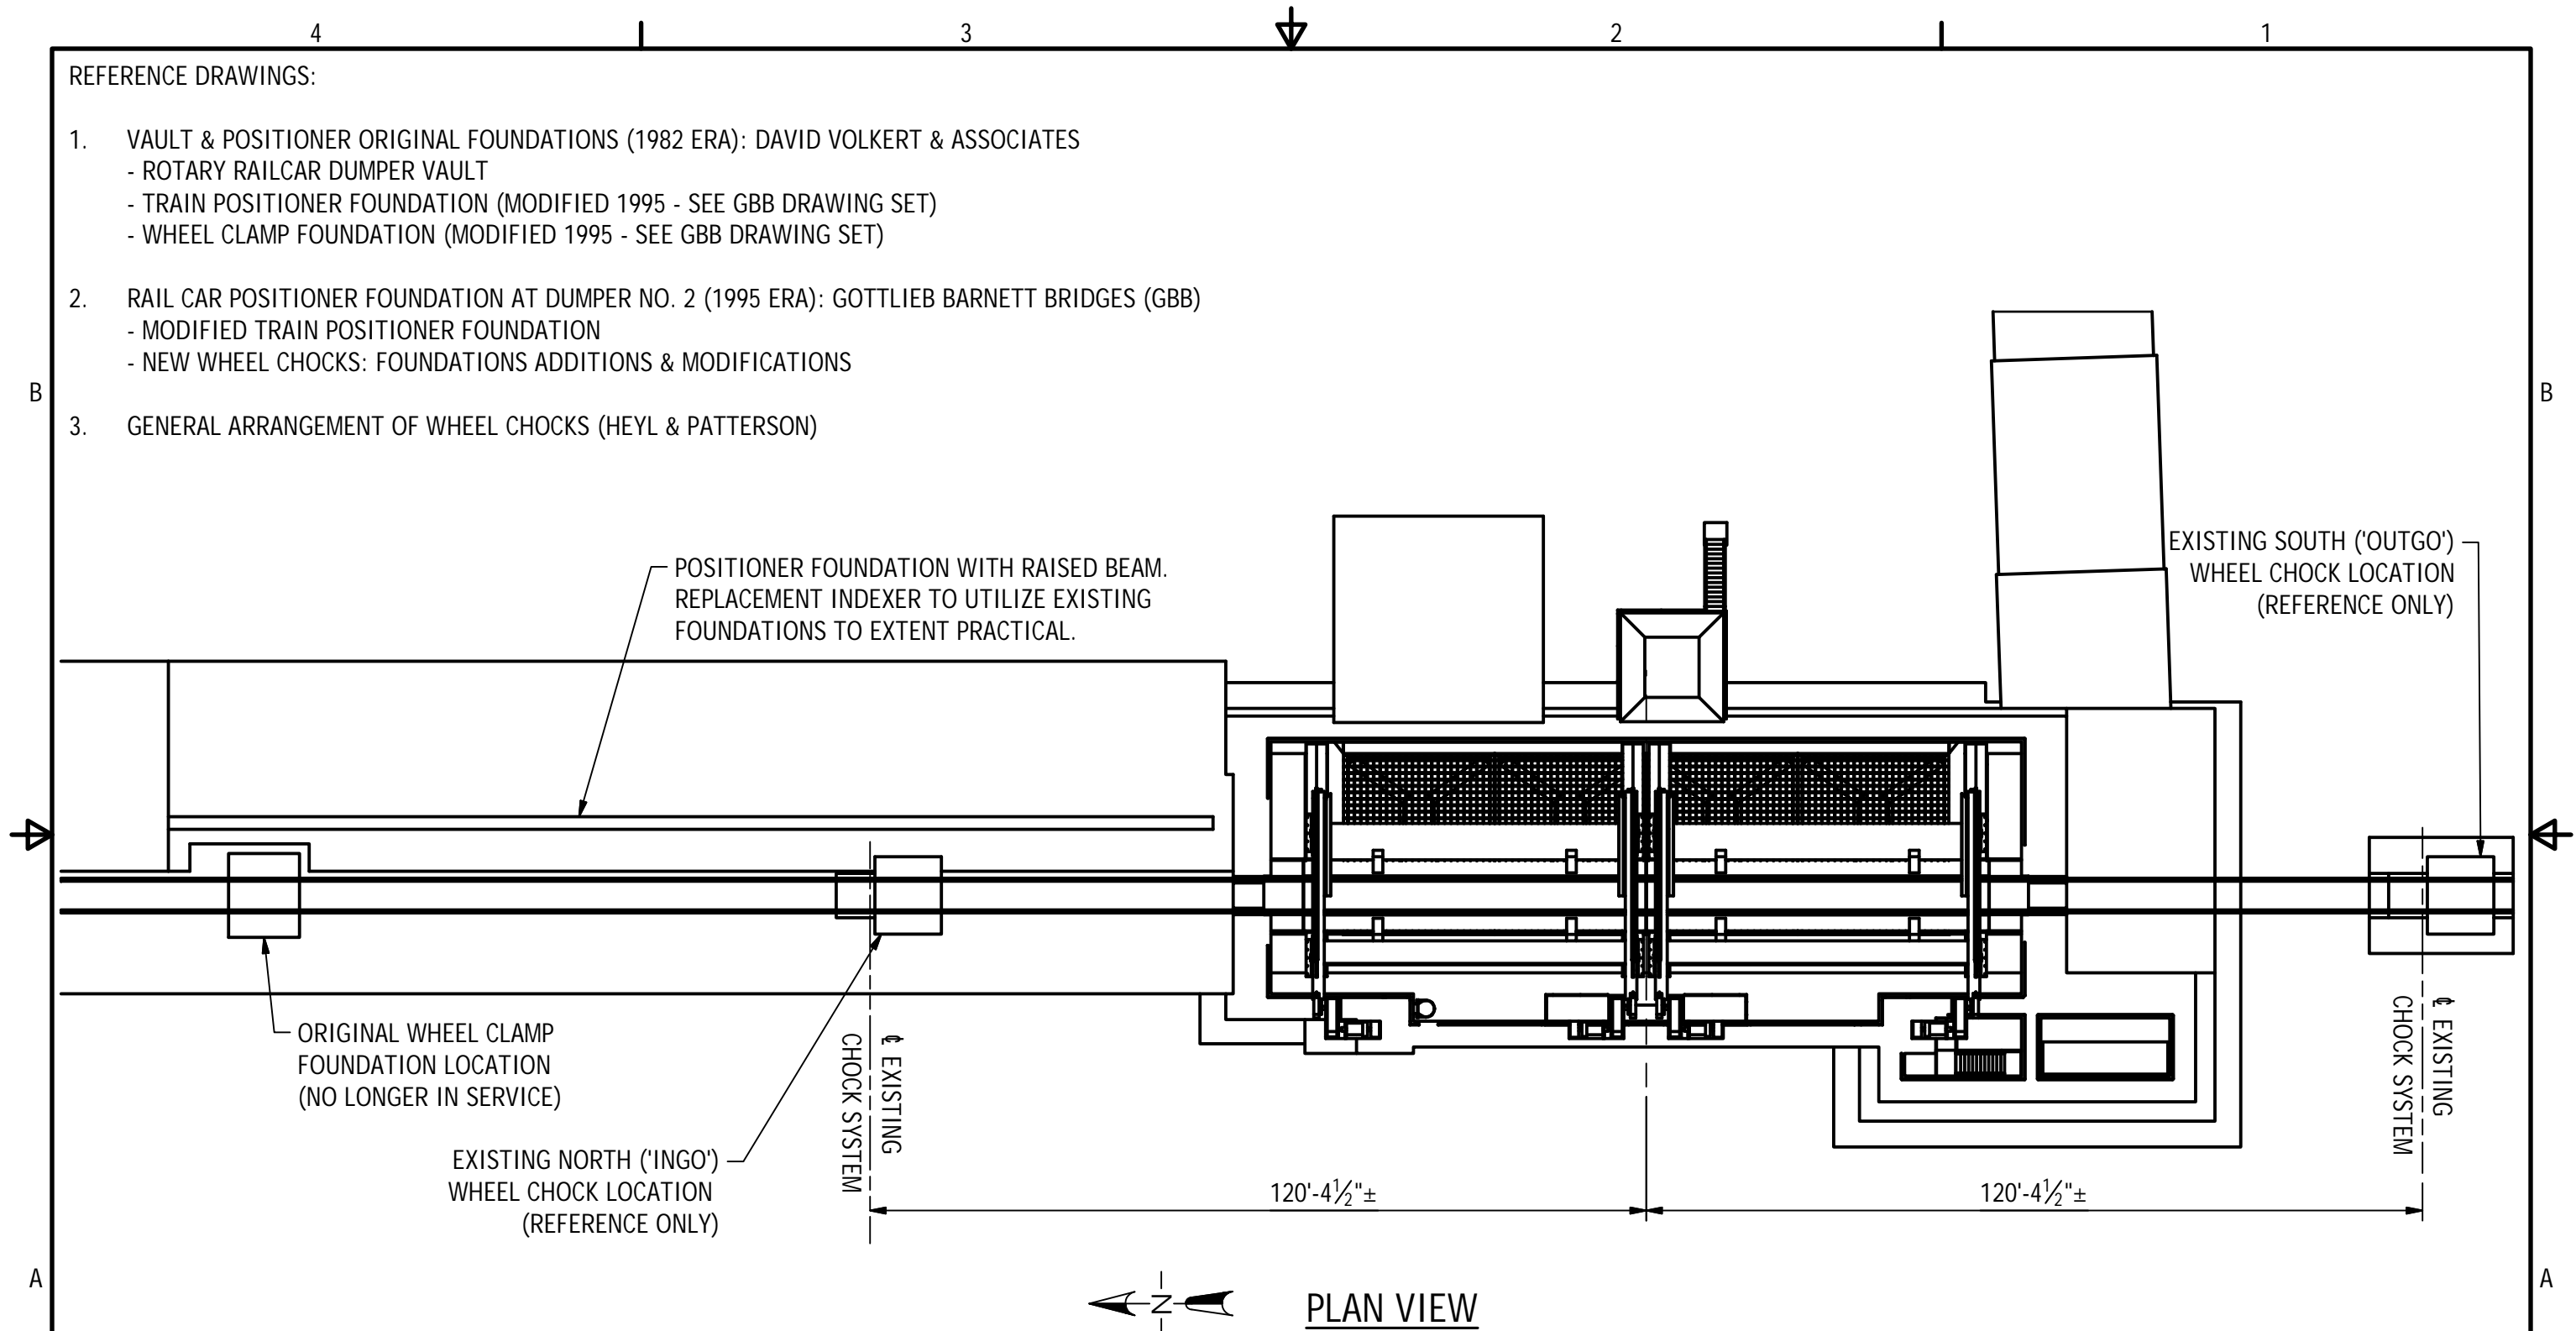 4 3 2 1
REFERENCE DRAWINGS:
1. VAULT & POSITIONER ORIGINAL FOUNDATIONS (1982 ERA): DAVID VOLKERT & ASSOCIATES
- ROTARY RAILCAR DUMPER VAULT
- TRAIN POSITIONER FOUNDATION (MODIFIED 1995 - SEE GBB DRAWING SET)
- WHEEL CLAMP FOUNDATION (MODIFIED 1995 - SEE GBB DRAWING SET)
2. RAIL CAR POSITIONER FOUNDATION AT DUMPER NO. 2 (1995 ERA): GOTTLIEB BARNETT BRIDGES (GBB)
- MODIFIED TRAIN POSITIONER FOUNDATION
- NEW WHEEL CHOCKS: FOUNDATIONS ADDITIONS & MODIFICATIONS
B B
3. GENERAL ARRANGEMENT OF WHEEL CHOCKS (HEYL & PATTERSON)
POSITIONER FOUNDATION WITH RAISED BEAM.
REPLACEMENT INDEXER TO UTILIZE EXISTING
FOUNDATIONS TO EXTENT PRACTICAL.
EXISTING SOUTH ('OUTGO')
WHEEL CHOCK LOCATION
(REFERENCE ONLY)
ORIGINAL WHEEL CLAMP
FOUNDATION LOCATION
(NO LONGER IN SERVICE)
EXISTING NORTH ('INGO')
WHEEL CHOCK LOCATION
(REFERENCE ONLY)
℄ EXISTING
CHOCK SYSTEM
℄ EXISTING
CHOCK SYSTEM
120'-4½"±
120'-4½"±
A A
N
PLAN VIEW